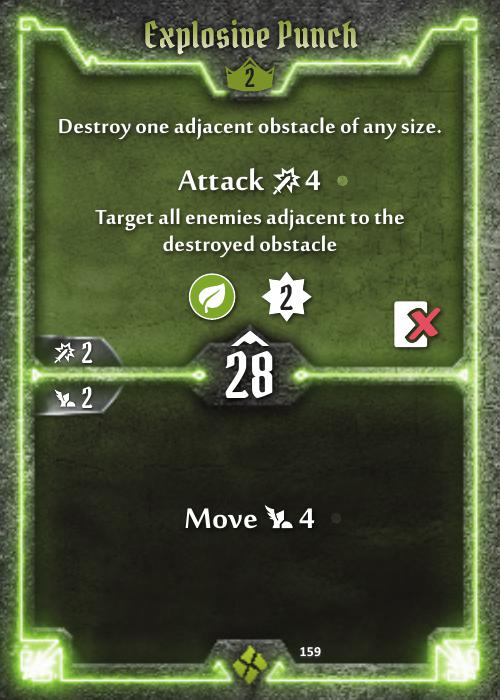 Explosive Punch
2
Destroy one adjacent obstacle of any size.
Attack 4
Target all enemies adjacent to the
destroyed obstacle
2
2
28
2
Move 4
159